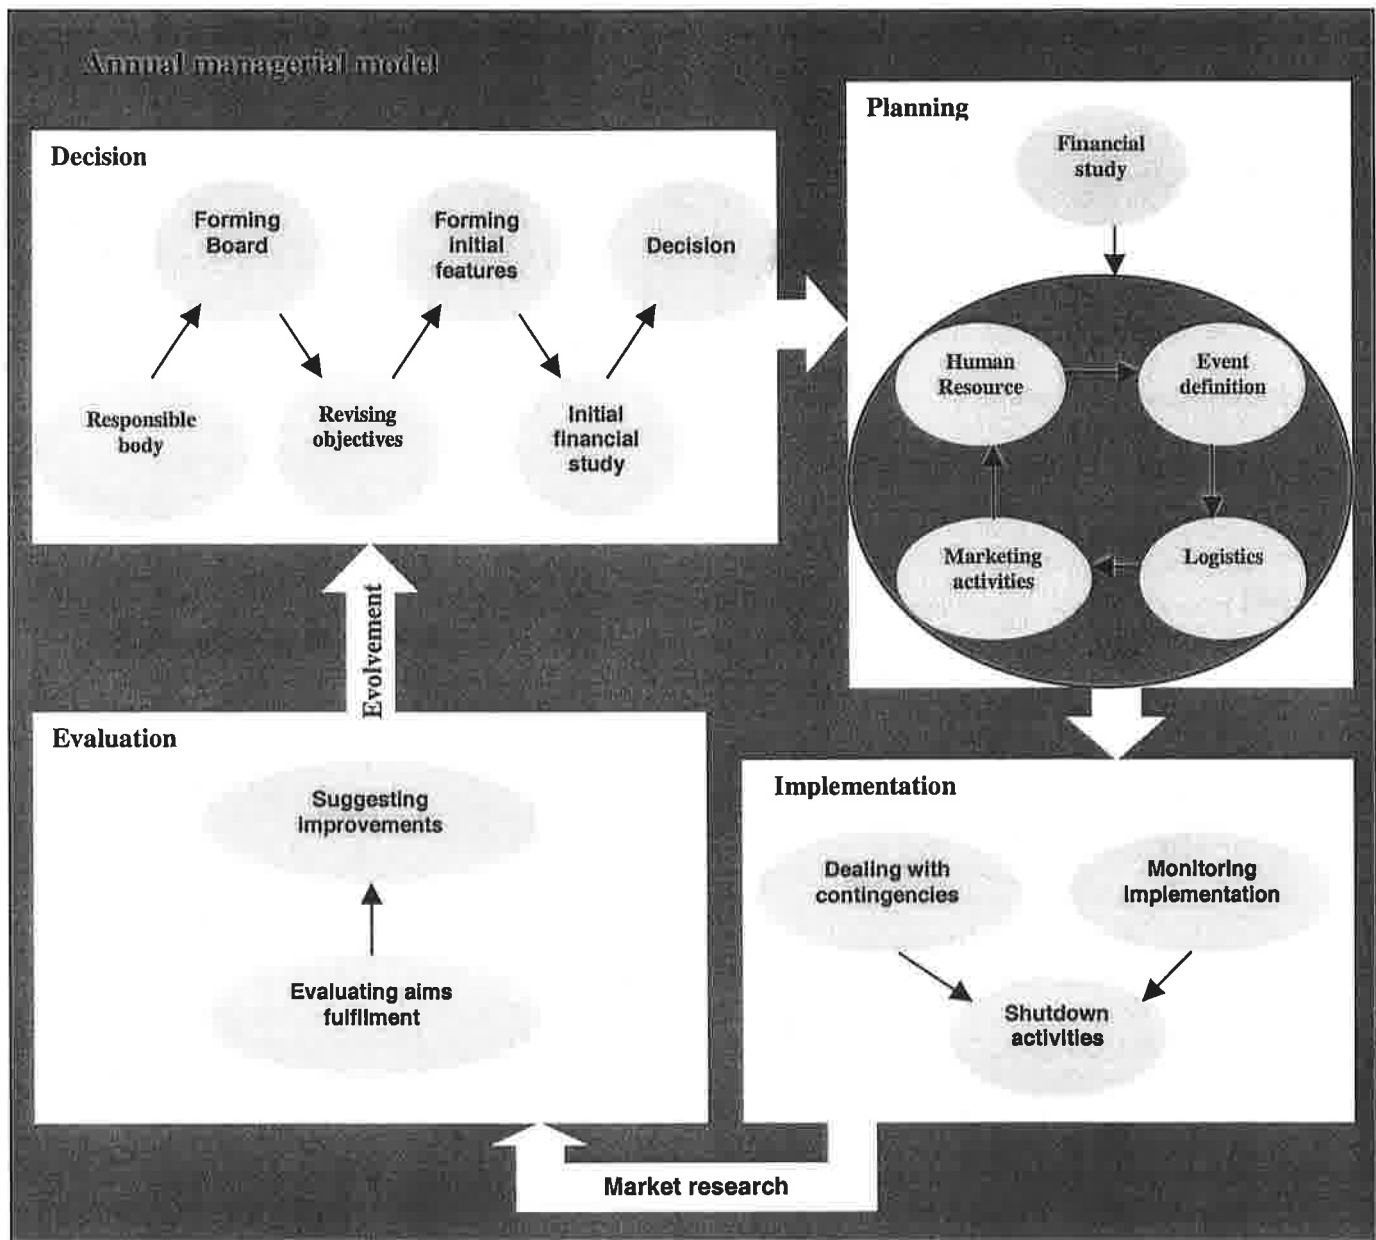 Annual managerial model
Decision
Forming
Board
Forming
initial
features
Decision
Responsible
body
Revising
objectives
Initial
financial
study
Planning
Financial
study
Human
Resource
Event
definition
Marketing
activities
Logistics
Evolvement
Evaluation
Suggesting
improvements
Evaluating aims
fulfilment
Implementation
Dealing with
contingencies
Monitoring
implementation
Shutdown
activities
Market research